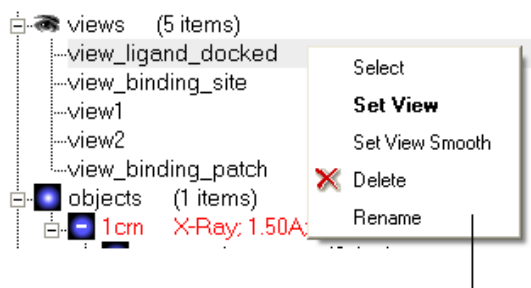 views (5 items)
view_ligand_docked
view_binding_site
view1
view2
view_binding_patch
objects (1 items)
1crn X-Ray; 1.50A;
Select
Set View
Set View Smooth
Delete
Rename